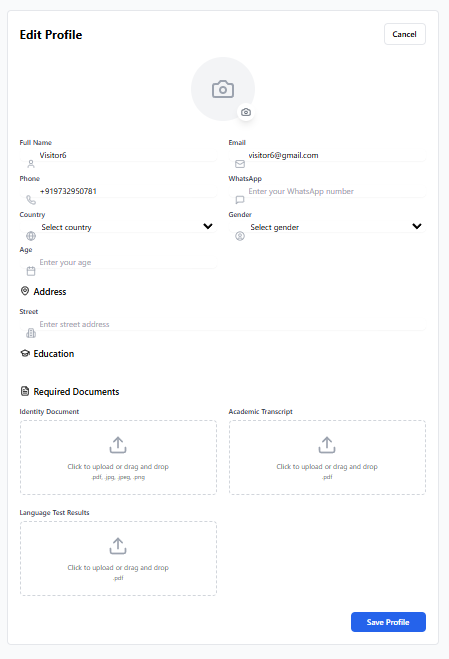 Edit Profile
Cancel
Full Name
Email
Visitor6
visitor6@gmail.com
Phone
WhatsApp
+919732950781
Enter your WhatsApp number
Country
Gender
Select country
Select gender
Age
Enter your age
Address
Street
Enter street address
Education
Required Documents
Identity Document
Academic Transcript
Click to upload or drag and drop
.pdf, .jpg, .jpeg, .png
Click to upload or drag and drop
.pdf
Language Test Results
Click to upload or drag and drop
.pdf
Save Profile